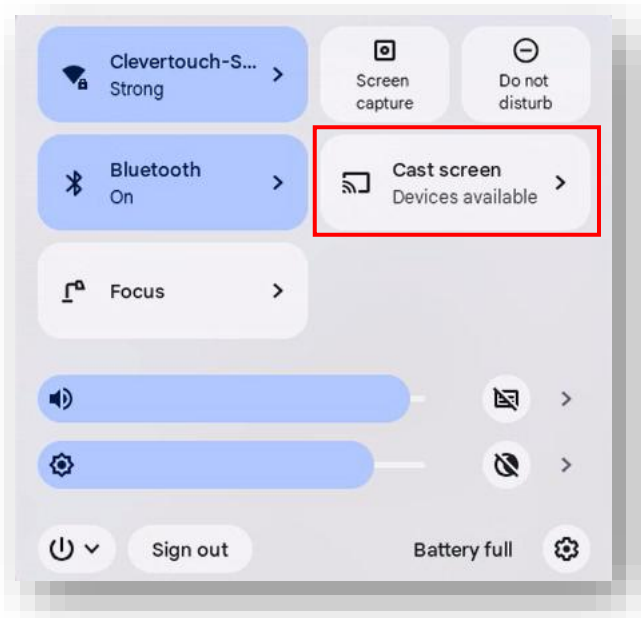 Clevertouch-S...
Strong
Screen
capture
Do not
disturb
Bluetooth
On
Cast screen
Devices available
Focus
Sign out
Battery full